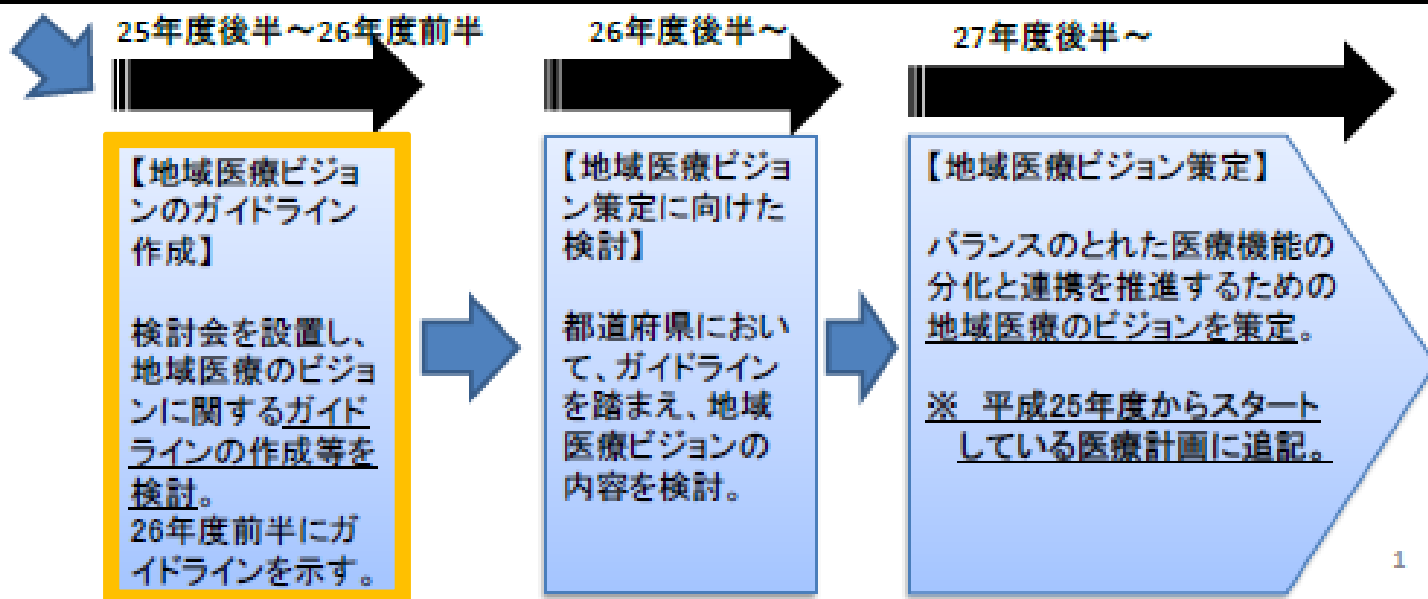 25年度後半～26年度前半
26年度後半～
27年度後半～
【地域医療ビジョ
ンのガイドライン
作成】
検討会を設置し、
地域医療のビジョ
ンに関するガイド
ラインの作成等を
検討。
26年度前半にガ
イドラインを示す。
【地域医療ビジョ
ン策定に向けた
検討】
都道府県におい
て、ガイドライン
を踏まえ、地域
医療ビジョンの
内容を検討。
【地域医療ビジョン策定】
バランスのとれた医療機能の
分化と連携を推進するための
地域医療のビジョンを策定。
※　平成25年度からスタート
している医療計画に追記。
1